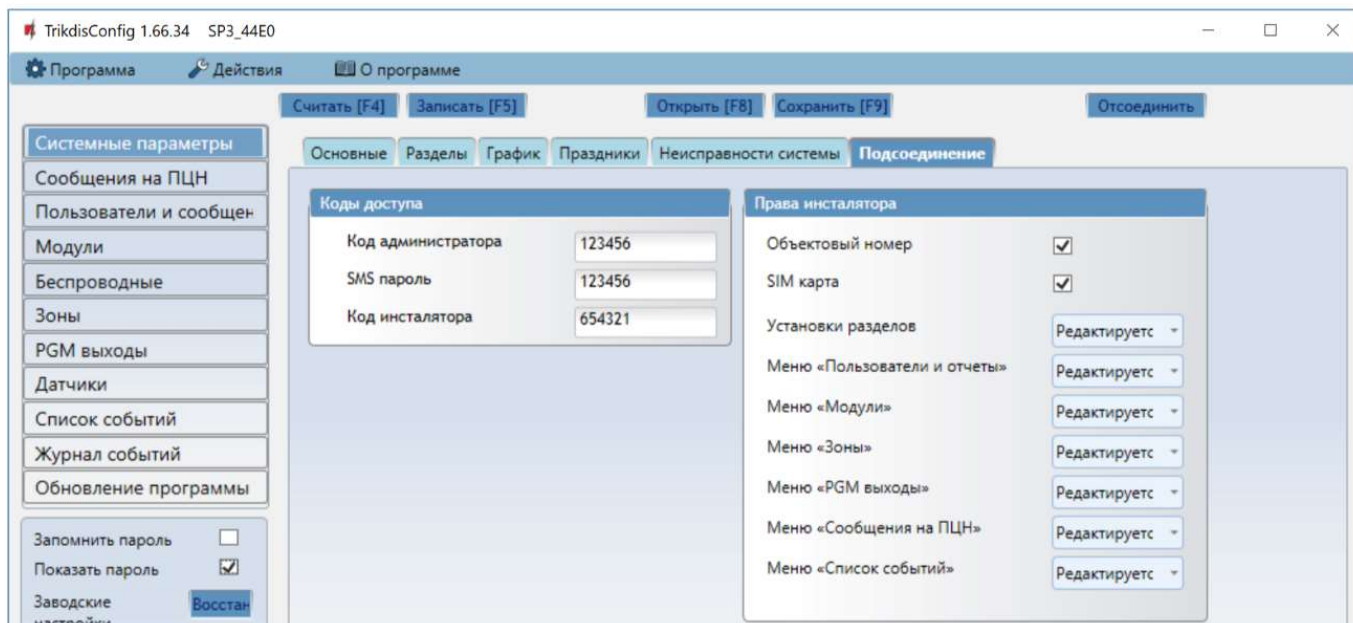 TrikdisConfig 1.66.34 SP3_44E0
Программа Действия О программе
Считать [F4] Записать [F5] Открыть [F8] Сохранить [F9] Отсоединить
Системные параметры
Сообщения на ПЦН
Пользователи и сообщен
Модули
Беспроводные
Зоны
PGM выходы
Датчики
Список событий
Журнал событий
Обновление программы
Запомнить пароль
Показать пароль
Заводские
настройки
Восстан
Основные Разделы График Праздники Неисправности системы Подсоединение
Коды доступа
Код администратора 123456
SMS пароль 123456
Код инсталятора 654321
Права инсталятора
Объектовый номер
SIM карта
Установки разделов Редактируетс
Меню «Пользователи и отчеты» Редактируетс
Меню «Модули» Редактируетс
Меню «Зоны» Редактируетс
Меню «PGM выходы» Редактируетс
Меню «Сообщения на ПЦН» Редактируетс
Меню «Список событий» Редактируетс